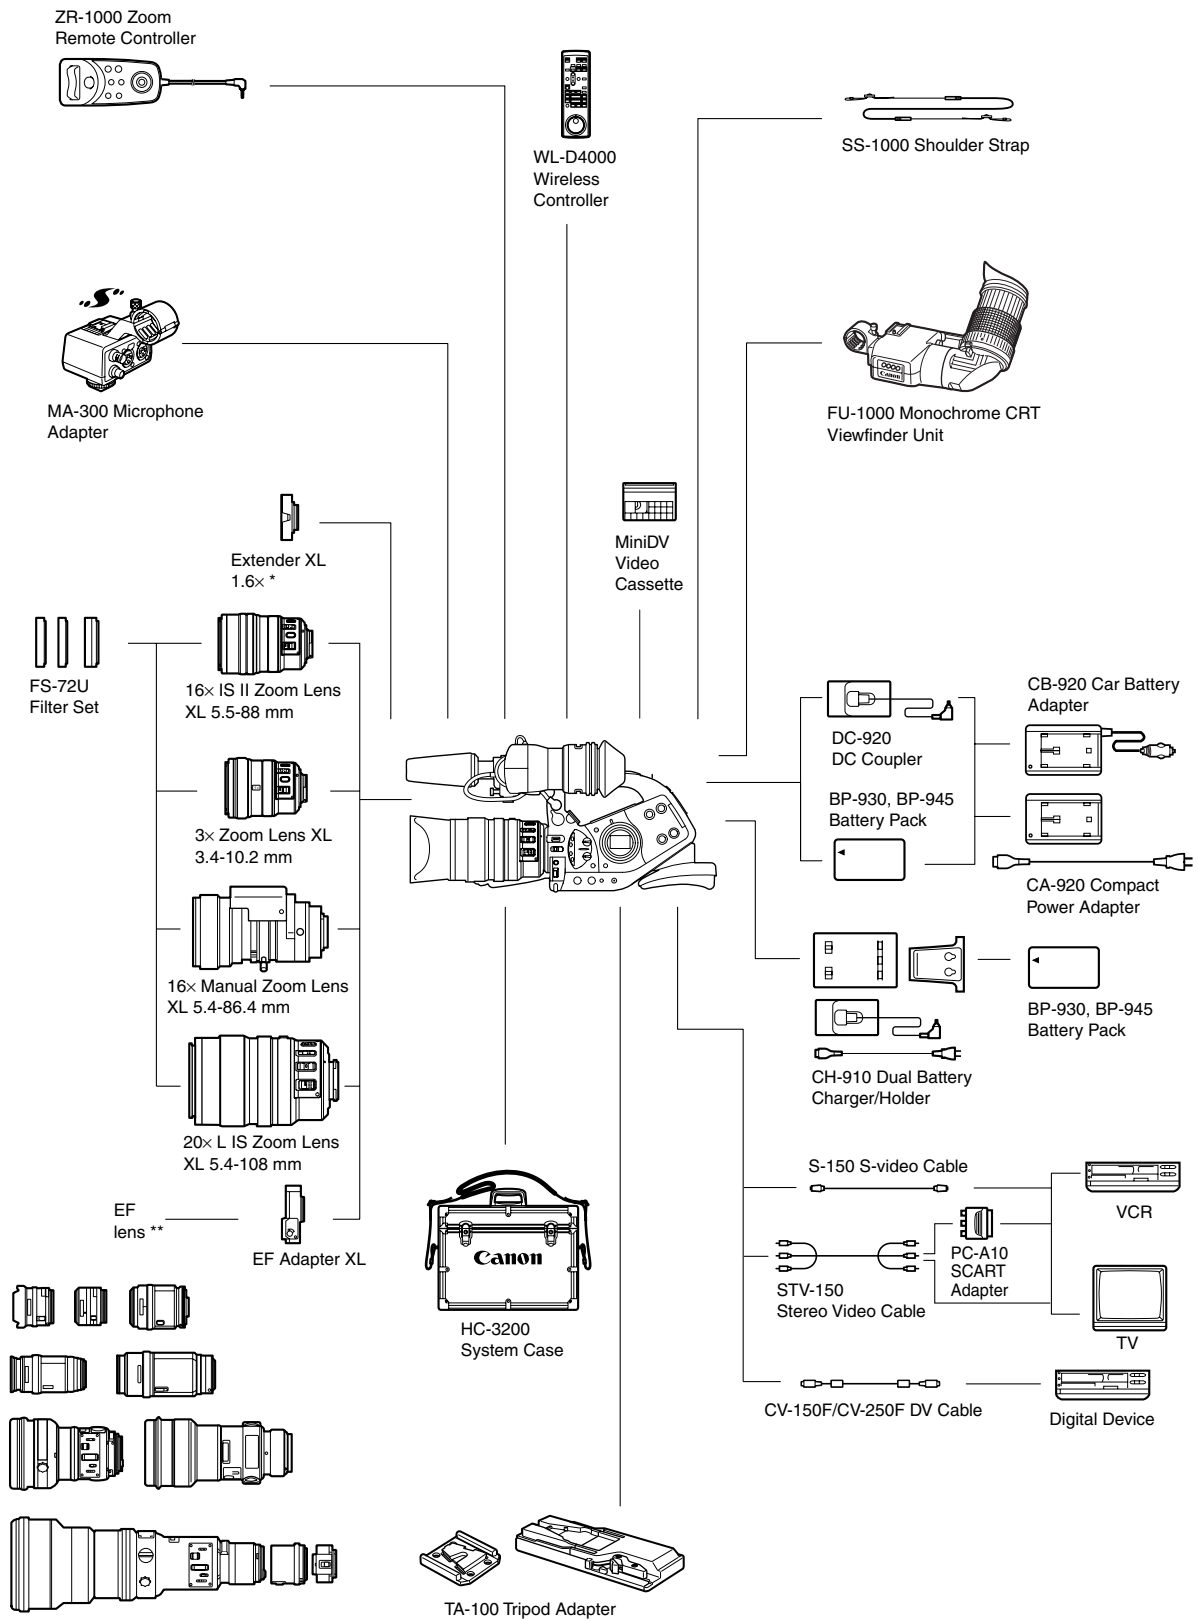 ZR-1000 Zoom
Remote Controller
WL-D4000
Wireless
Controller
SS-1000 Shoulder Strap
MA-300 Microphone
Adapter
Canon
FU-1000 Monochrome CRT
Viewfinder Unit
Extender XL
1.6× *
MiniDV
Video
Cassette
FS-72U
Filter Set
16× IS II Zoom Lens
XL 5.5-88 mm
3× Zoom Lens XL
3.4-10.2 mm
16× Manual Zoom Lens
XL 5.4-86.4 mm
20× L IS Zoom Lens
XL 5.4-108 mm
EF
lens **
EF Adapter XL
DC-920
DC Coupler
BP-930, BP-945
Battery Pack
CB-920 Car Battery
Adapter
CA-920 Compact
Power Adapter
BP-930, BP-945
Battery Pack
CH-910 Dual Battery
Charger/Holder
Canon
HC-3200
System Case
S-150 S-video Cable
VCR
PC-A10
SCART
Adapter
STV-150
Stereo Video Cable
TV
CV-150F/CV-250F DV Cable
Digital Device
TA-100 Tripod Adapter